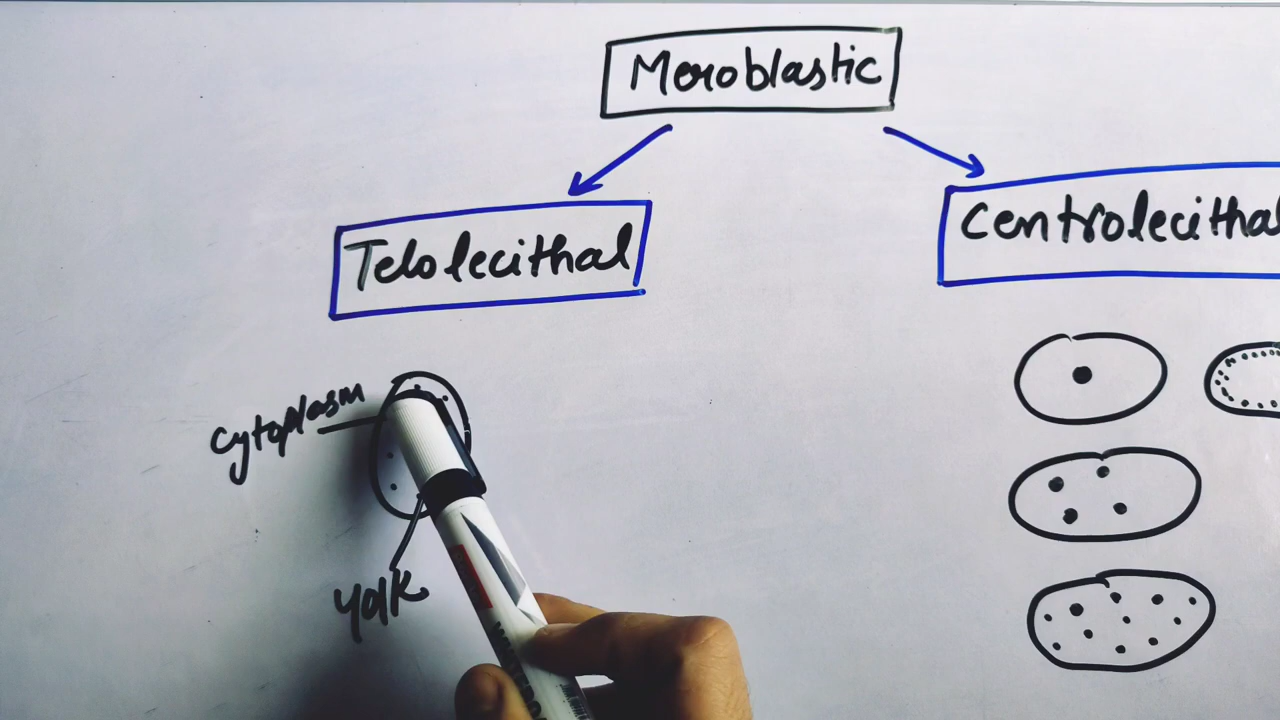 Meroblastic
Telolecithal
Centrolecithal
Cytoplasm
Yolk